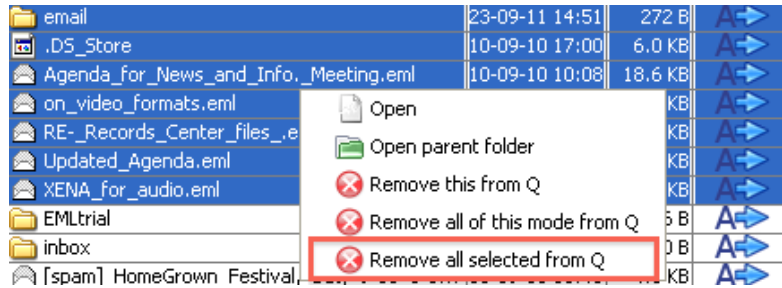 email 23-09-11 14:51 272 B A
.DS_Store 10-09-10 17:00 6.0 KB A
Agenda_for_News_and_Info._Meeting.eml 10-09-10 10:08 18.6 KB A
on_video_formats.eml KB A
RE-_Records_Center_files_.e KB A
Updated_Agenda.eml KB A
XENA_for_audio.eml KB A
Open
Open parent folder
Remove this from Q
Remove all of this mode from Q
Remove all selected from Q
EMLtrial B A
inbox B A
[spam]_HomeGrown_Festival, KB A